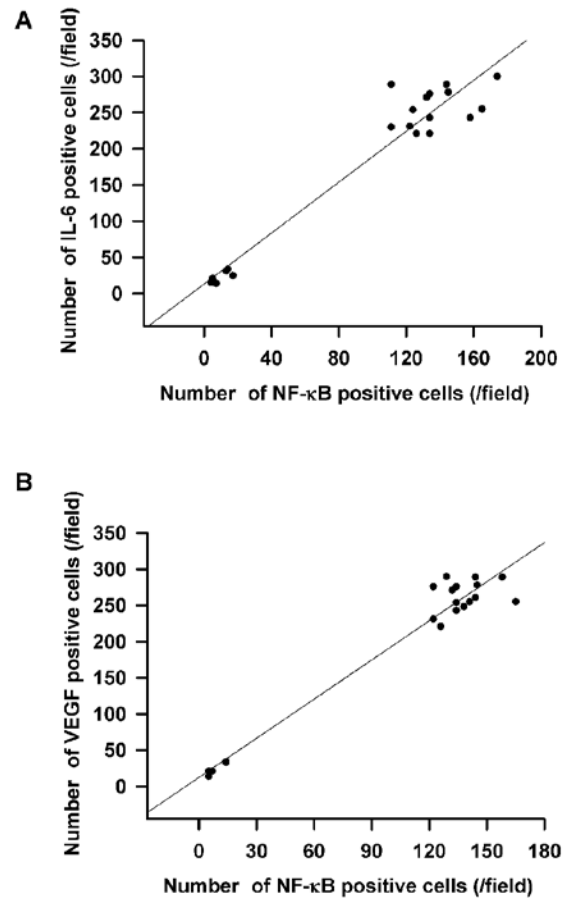 A
Number of IL-6 positive cells (/field)
350
300
250
200
150
100
50
0
0 40 80 120 160 200
Number of NF-κB positive cells (/field)
B
Number of VEGF positive cells (/field)
350
300
250
200
150
100
50
0
0 30 60 90 120 150 180
Number of NF-κB positive cells (/field)